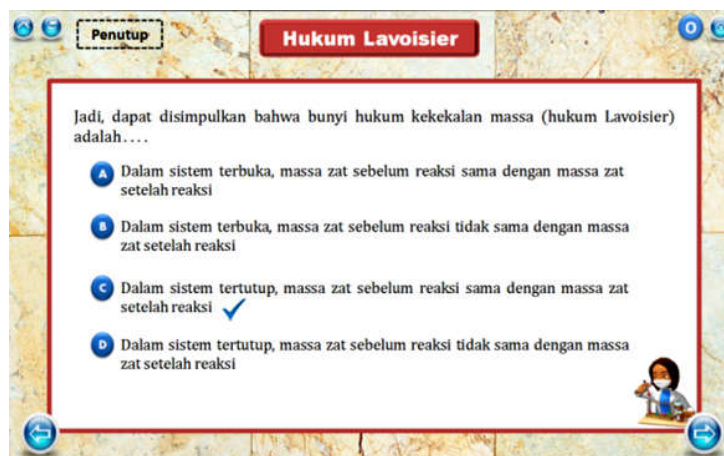 Penutup
Hukum Lavoisier
O
Jadi, dapat disimpulkan bahwa bunyi hukum kekekalan massa (hukum Lavoisier)
adalah....
A Dalam sistem terbuka, massa zat sebelum reaksi sama dengan massa zat
setelah reaksi
B Dalam sistem terbuka, massa zat sebelum reaksi tidak sama dengan massa
zat setelah reaksi
C Dalam sistem tertutup, massa zat sebelum reaksi sama dengan massa zat
setelah reaksi
D Dalam sistem tertutup, massa zat sebelum reaksi tidak sama dengan massa
zat setelah reaksi